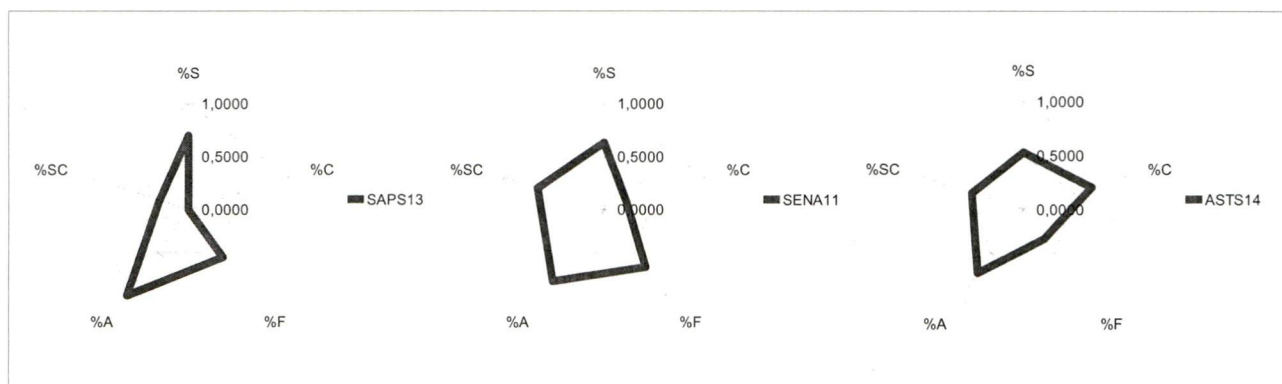 %S
1,0000
%SC
0,5000
%C
SAPS13
0,0000
%A
%F
%S
1,0000
%SC
0,5000
%C
SENA11
0,0000
%A
%F
%S
1,0000
%SC
0,5000
%C
ASTS14
0,0000
%A
%F